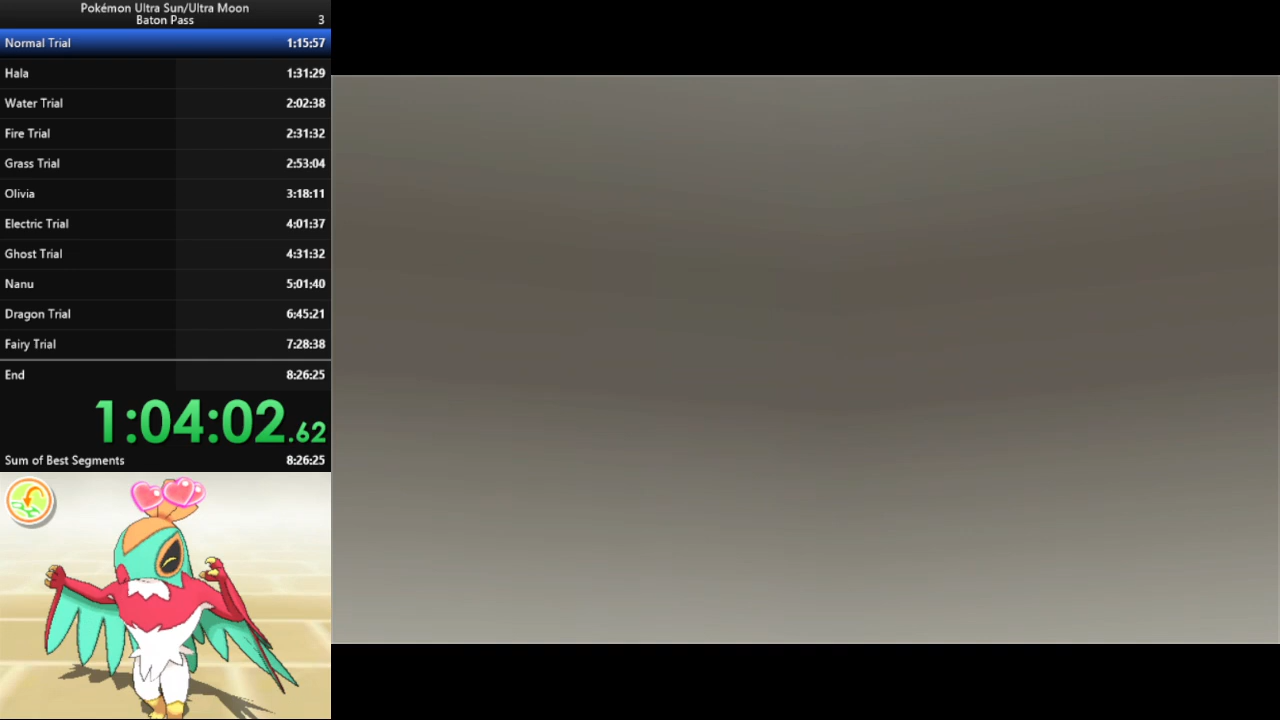 Pokémon Ultra Sun/Ultra Moon
Baton Pass 3
Normal Trial 1:15:57
Hala 1:31:29
Water Trial 2:02:38
Fire Trial 2:31:32
Grass Trial 2:53:04
Olivia 3:18:11
Electric Trial 4:01:37
Ghost Trial 4:31:32
Nanu 5:01:40
Dragon Trial 6:45:21
Fairy Trial 7:28:38
End 8:26:25
1:04:02.62
Sum of Best Segments 8:26:25